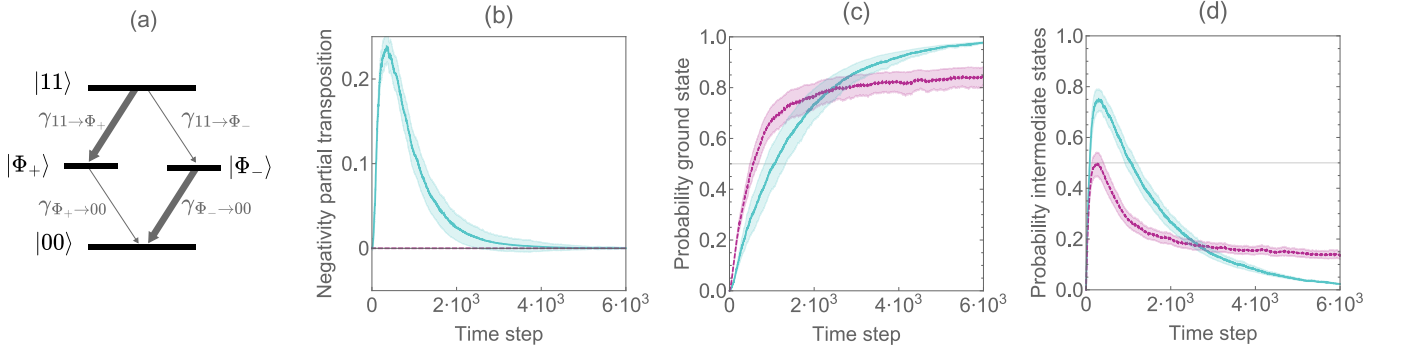 (a)
|11⟩
γ11→Φ+
γ11→Φ−
|Φ+⟩
|Φ−⟩
γΦ+→00
γΦ−→00
|00⟩
(b)
Negativity partial transposition
0.2
0.1
0
0
2·10³
4·10³
6·10³
Time step
(c)
Probability ground state
1.0
0.8
0.6
0.4
0.2
0.0
0
2·10³
4·10³
6·10³
Time step
(d)
Probability intermediate states
1.0
0.8
0.6
0.4
0.2
0.0
0
2·10³
4·10³
6·10³
Time step